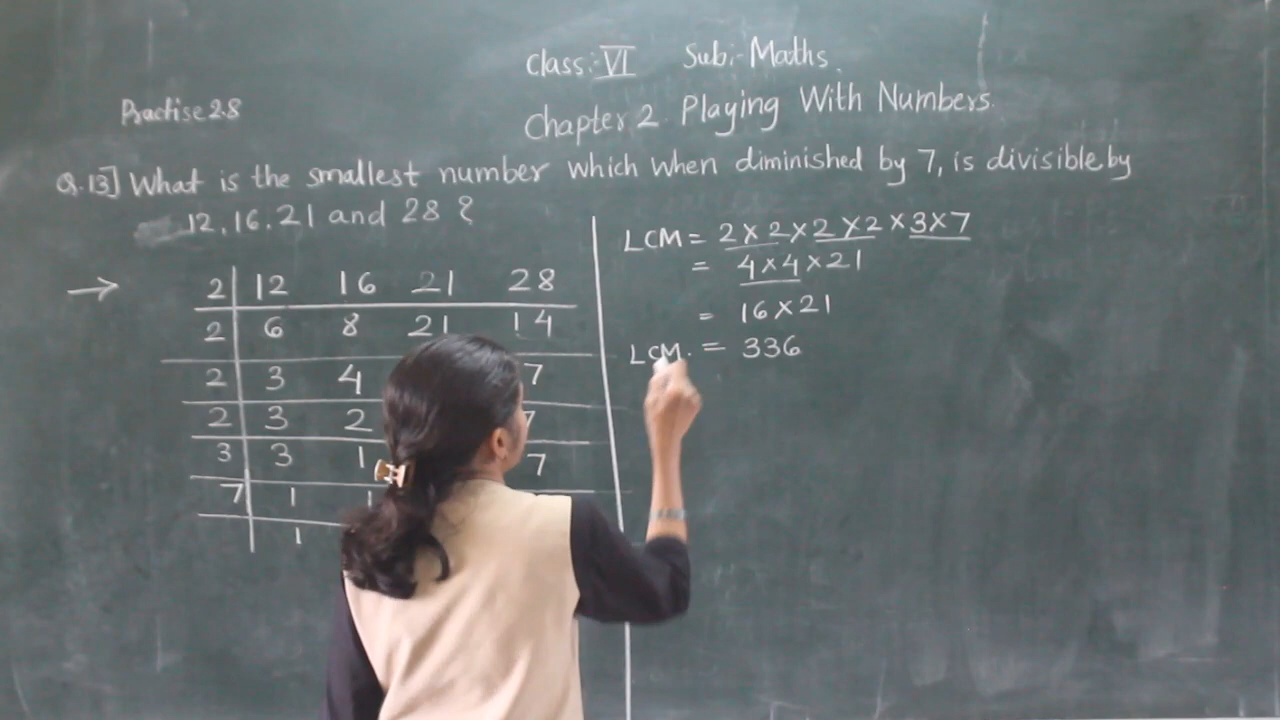 Class:- VI Sub:- Maths.
Practise 2.8
Chapter 2. Playing With Numbers.
Q.13] What is the smallest number which when diminished by 7, is divisible by
12, 16, 21 and 28 ?
→ 2 12 16 21 28
2 6 8 21 14
2 3 4 7
2 3 2 7
3 3 1 7
7 1 1
1
LCM = 2 × 2 × 2 × 2 × 3 × 7
= 4 × 4 × 21
= 16 × 21
LCM. = 336